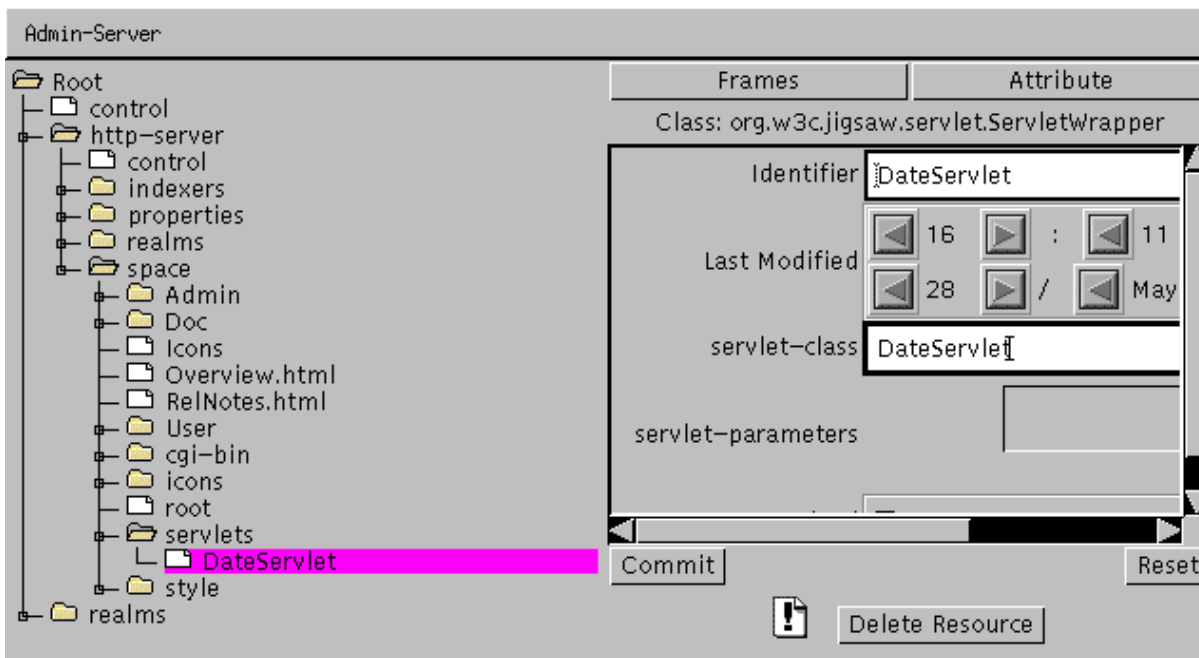 Admin-Server
Root
control
http-server
control
indexers
properties
realms
space
Admin
Doc
Icons
Overview.html
RelNotes.html
User
cgi-bin
icons
root
servlets
DateServlet
style
realms
Frames Attribute
Class: org.w3c.jigsaw.servlet.ServletWrapper
Identifier DateServlet
Last Modified 16 : 11
28 / May
servlet-class DateServlet
servlet-parameters
Commit Reset
Delete Resource